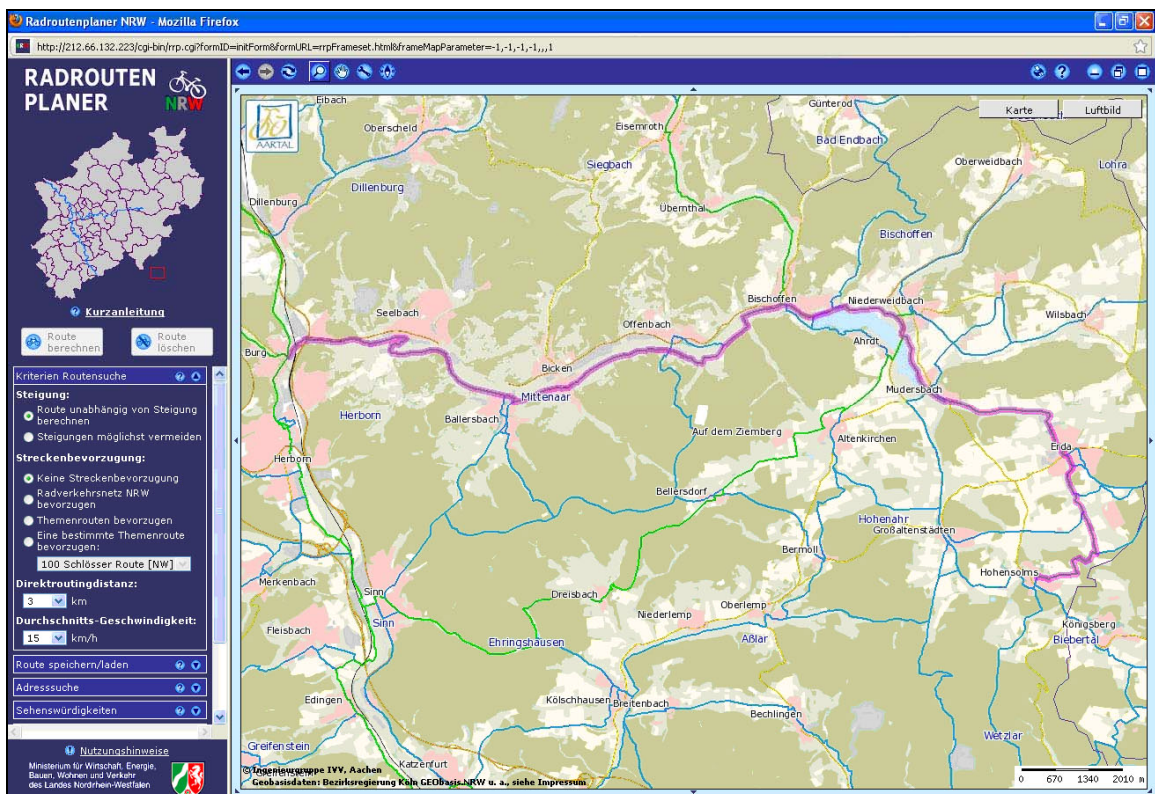 Radroutenplaner NRW - Mozilla Firefox
http://212.66.132.223/cgi-bin/rrp.cgi?formID=initForm&formURL=rrpFrameset.html&frameMapParameter=-1,-1,-1,-1,,,1
RADROUTEN
PLANER
NRW
Kurzanleitung
Route
berechnen
Route
löschen
Kriterien Routensuche
Steigung:
Route unabhängig von Steigung
berechnen
Steigungen möglichst vermeiden
Streckenbevorzugung:
Keine Streckenbevorzugung
Radverkehrsnetz NRW
bevorzugen
Themenrouten bevorzugen
Eine bestimmte Themenroute
bevorzugen:
100 Schlösser Route [NW]
Direktroutingdistanz:
3 km
Durchschnitts-Geschwindigkeit:
15 km/h
Route speichern/laden
Adresssuche
Sehenswürdigkeiten
Nutzungshinweise
Ministerium für Wirtschaft, Energie,
Bauen, Wohnen und Verkehr
des Landes Nordrhein-Westfalen
AARTAL
Karte
Luftbild
Eibach
Oberscheld
Eisemroth
Günterod
Bad Endbach
Oberweidbach
Lohra
Siegbach
Dillenburg
Dillenburg
Übernthal
Bischoffen
Bischoffen
Niederweidbach
Wilsbach
Seelbach
Offenbach
Ahrdt
Burg
Bicken
Mudersbach
Mittenaar
Herborn
Ballersbach
Auf dem Ziemberg
Altenkirchen
Erda
Herborn
Bellersdorf
Hohenahr
Großaltenstädten
Bermoll
Hohensolms
Merkenbach
Sinn
Dreisbach
Oberlemp
Niederlemp
Königsberg
Fleisbach
Sinn
Ehringshausen
Aßlar
Biebertal
Edingen
Kölschhausen
Breitenbach
Bechlingen
Wetzlar
Greifenstein
Katzenfurt
Greifenstein
© Ingenieurgruppe IVV, Aachen
Geobasisdaten: Bezirksregierung Köln GEObasis.NRW u. a., siehe Impressum
0 670 1340 2010 m